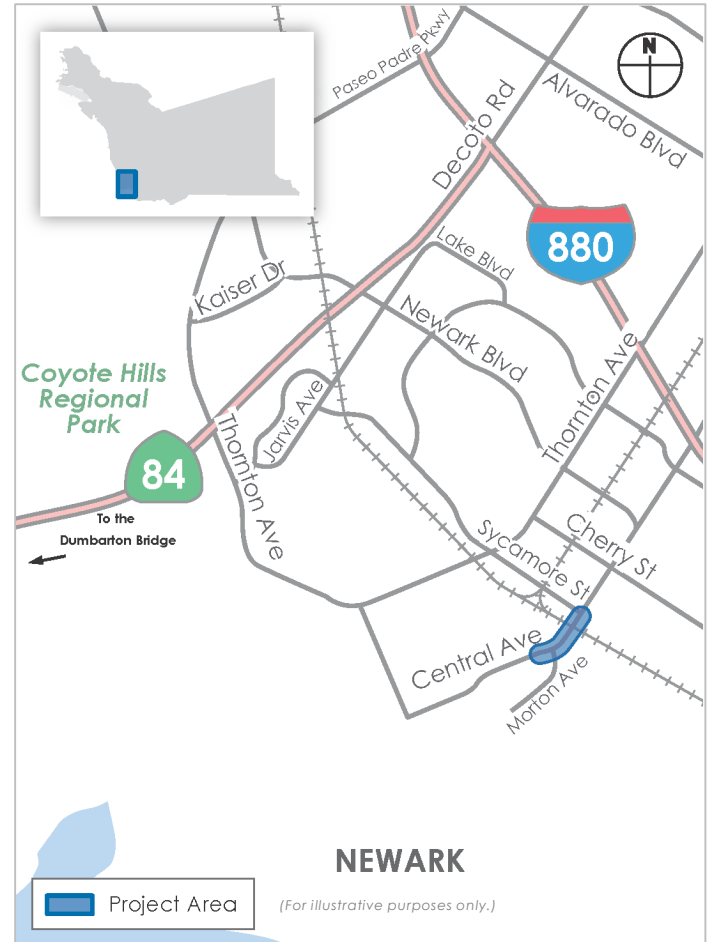 Paseo Padre Pkwy
N
Decoto Rd
Alvarado Blvd
880
Lake Blvd
Kaiser Dr
Newark Blvd
Thornton Ave
Coyote Hills
Regional
Park
Jarvis Ave
84
Thornton Ave
To the
Dumbarton Bridge
Sycamore St
Cherry St
Central Ave
Morton Ave
NEWARK
Project Area
(For illustrative purposes only.)